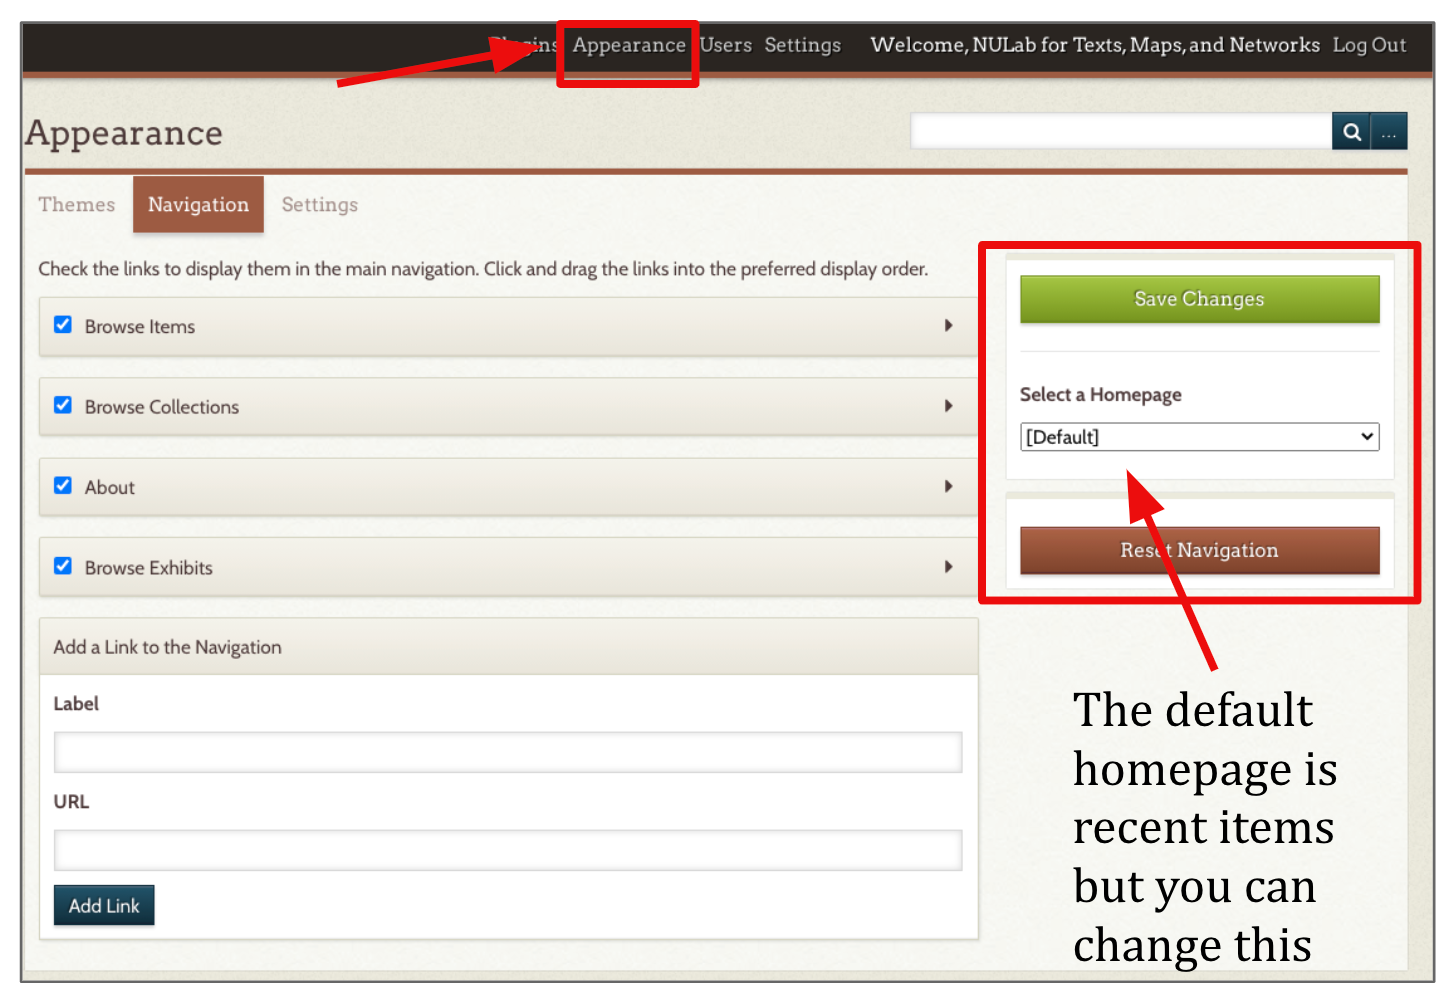 Plugins Appearance Users Settings Welcome, NULab for Texts, Maps, and Networks Log Out
Appearance
...
Themes Navigation Settings
Check the links to display them in the main navigation. Click and drag the links into the preferred display order.
Browse Items
Browse Collections
About
Browse Exhibits
Add a Link to the Navigation
Label
URL
Add Link
Save Changes
Select a Homepage
[Default]
Reset Navigation
The default
homepage is
recent items
but you can
change this